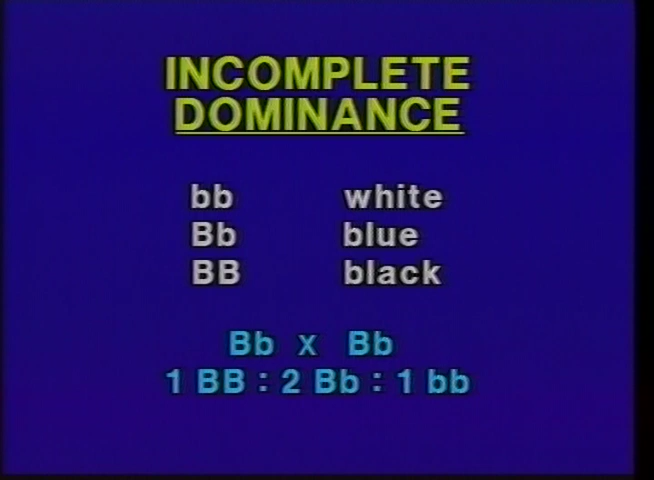 INCOMPLETE
DOMINANCE
bb white
Bb blue
BB black
Bb x Bb
1 BB : 2 Bb : 1 bb